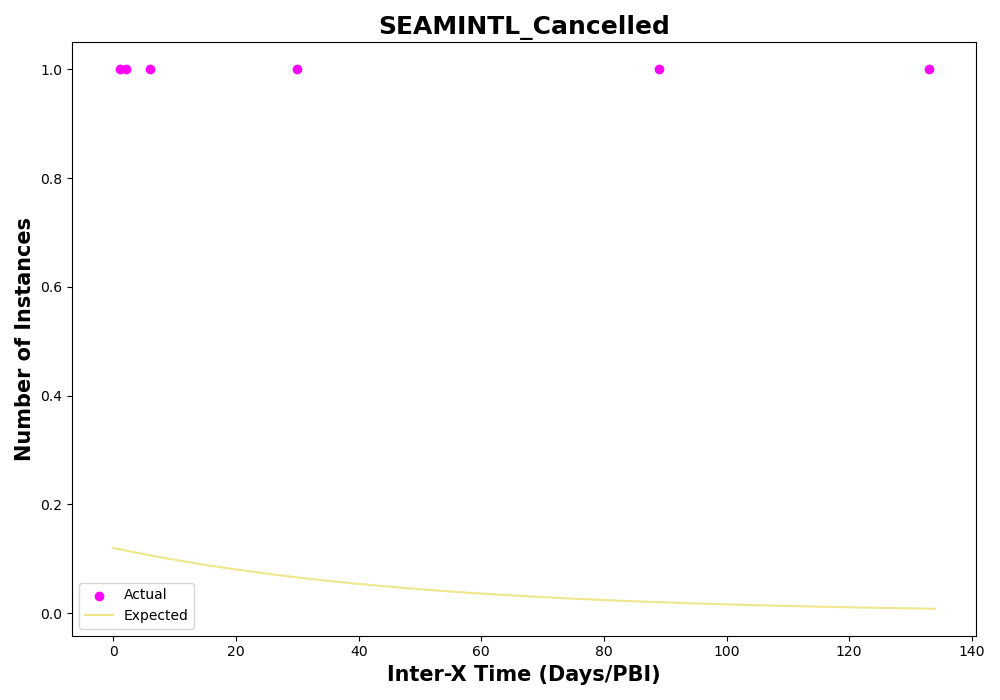 SEAMINTL_Cancelled
Number of Instances
1.0
0.8
0.6
0.4
0.2
0.0
Actual
Expected
0 20 40 60 80 100 120 140
Inter-X Time (Days/PBI)